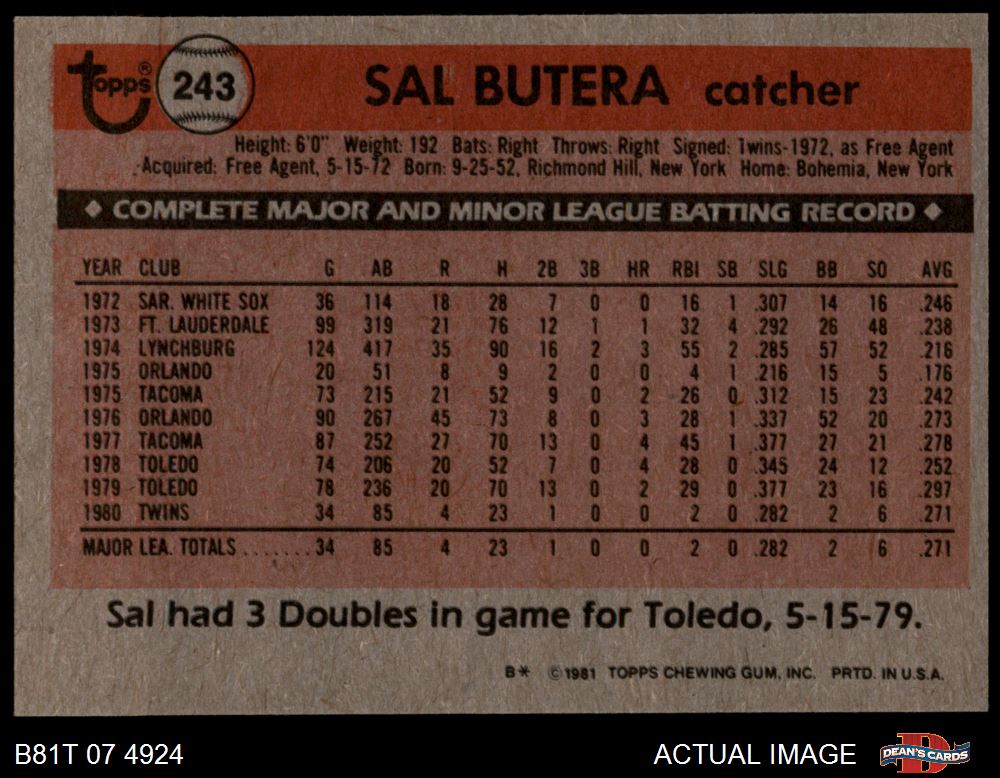 Topps® 243 SAL BUTERA catcher
Height: 6'0" Weight: 192 Bats: Right Throws: Right Signed: Twins-1972, as Free Agent
Acquired: Free Agent, 5-15-72 Born: 9-25-52, Richmond Hill, New York Home: Bohemia, New York
◆ COMPLETE MAJOR AND MINOR LEAGUE BATTING RECORD ◆
YEAR CLUB G AB R H 2B 3B HR RBI SB SLG BB SO AVG
1972 SAR. WHITE SOX 36 114 18 28 7 0 0 16 1 .307 14 16 .246
1973 FT. LAUDERDALE 99 319 21 76 12 1 1 32 4 .292 26 48 .238
1974 LYNCHBURG 124 417 35 90 16 2 3 55 2 .285 57 52 .216
1975 ORLANDO 20 51 8 9 2 0 0 4 1 .216 15 5 .176
1975 TACOMA 73 215 21 52 9 0 2 26 0 .312 15 23 .242
1976 ORLANDO 90 267 45 73 8 0 3 28 1 .337 52 20 .273
1977 TACOMA 87 252 27 70 13 0 4 45 1 .377 27 21 .278
1978 TOLEDO 74 206 20 52 7 0 4 28 0 .345 24 12 .252
1979 TOLEDO 78 236 20 70 13 0 2 29 0 .377 23 16 .297
1980 TWINS 34 85 4 23 1 0 0 2 0 .282 2 6 .271
MAJOR LEA. TOTALS ....... 34 85 4 23 1 0 0 2 0 .282 2 6 .271
Sal had 3 Doubles in game for Toledo, 5-15-79.
B* ©1981 TOPPS CHEWING GUM, INC. PRTD. IN U.S.A.
B81T 07 4924 ACTUAL IMAGE DEAN'S CARDS